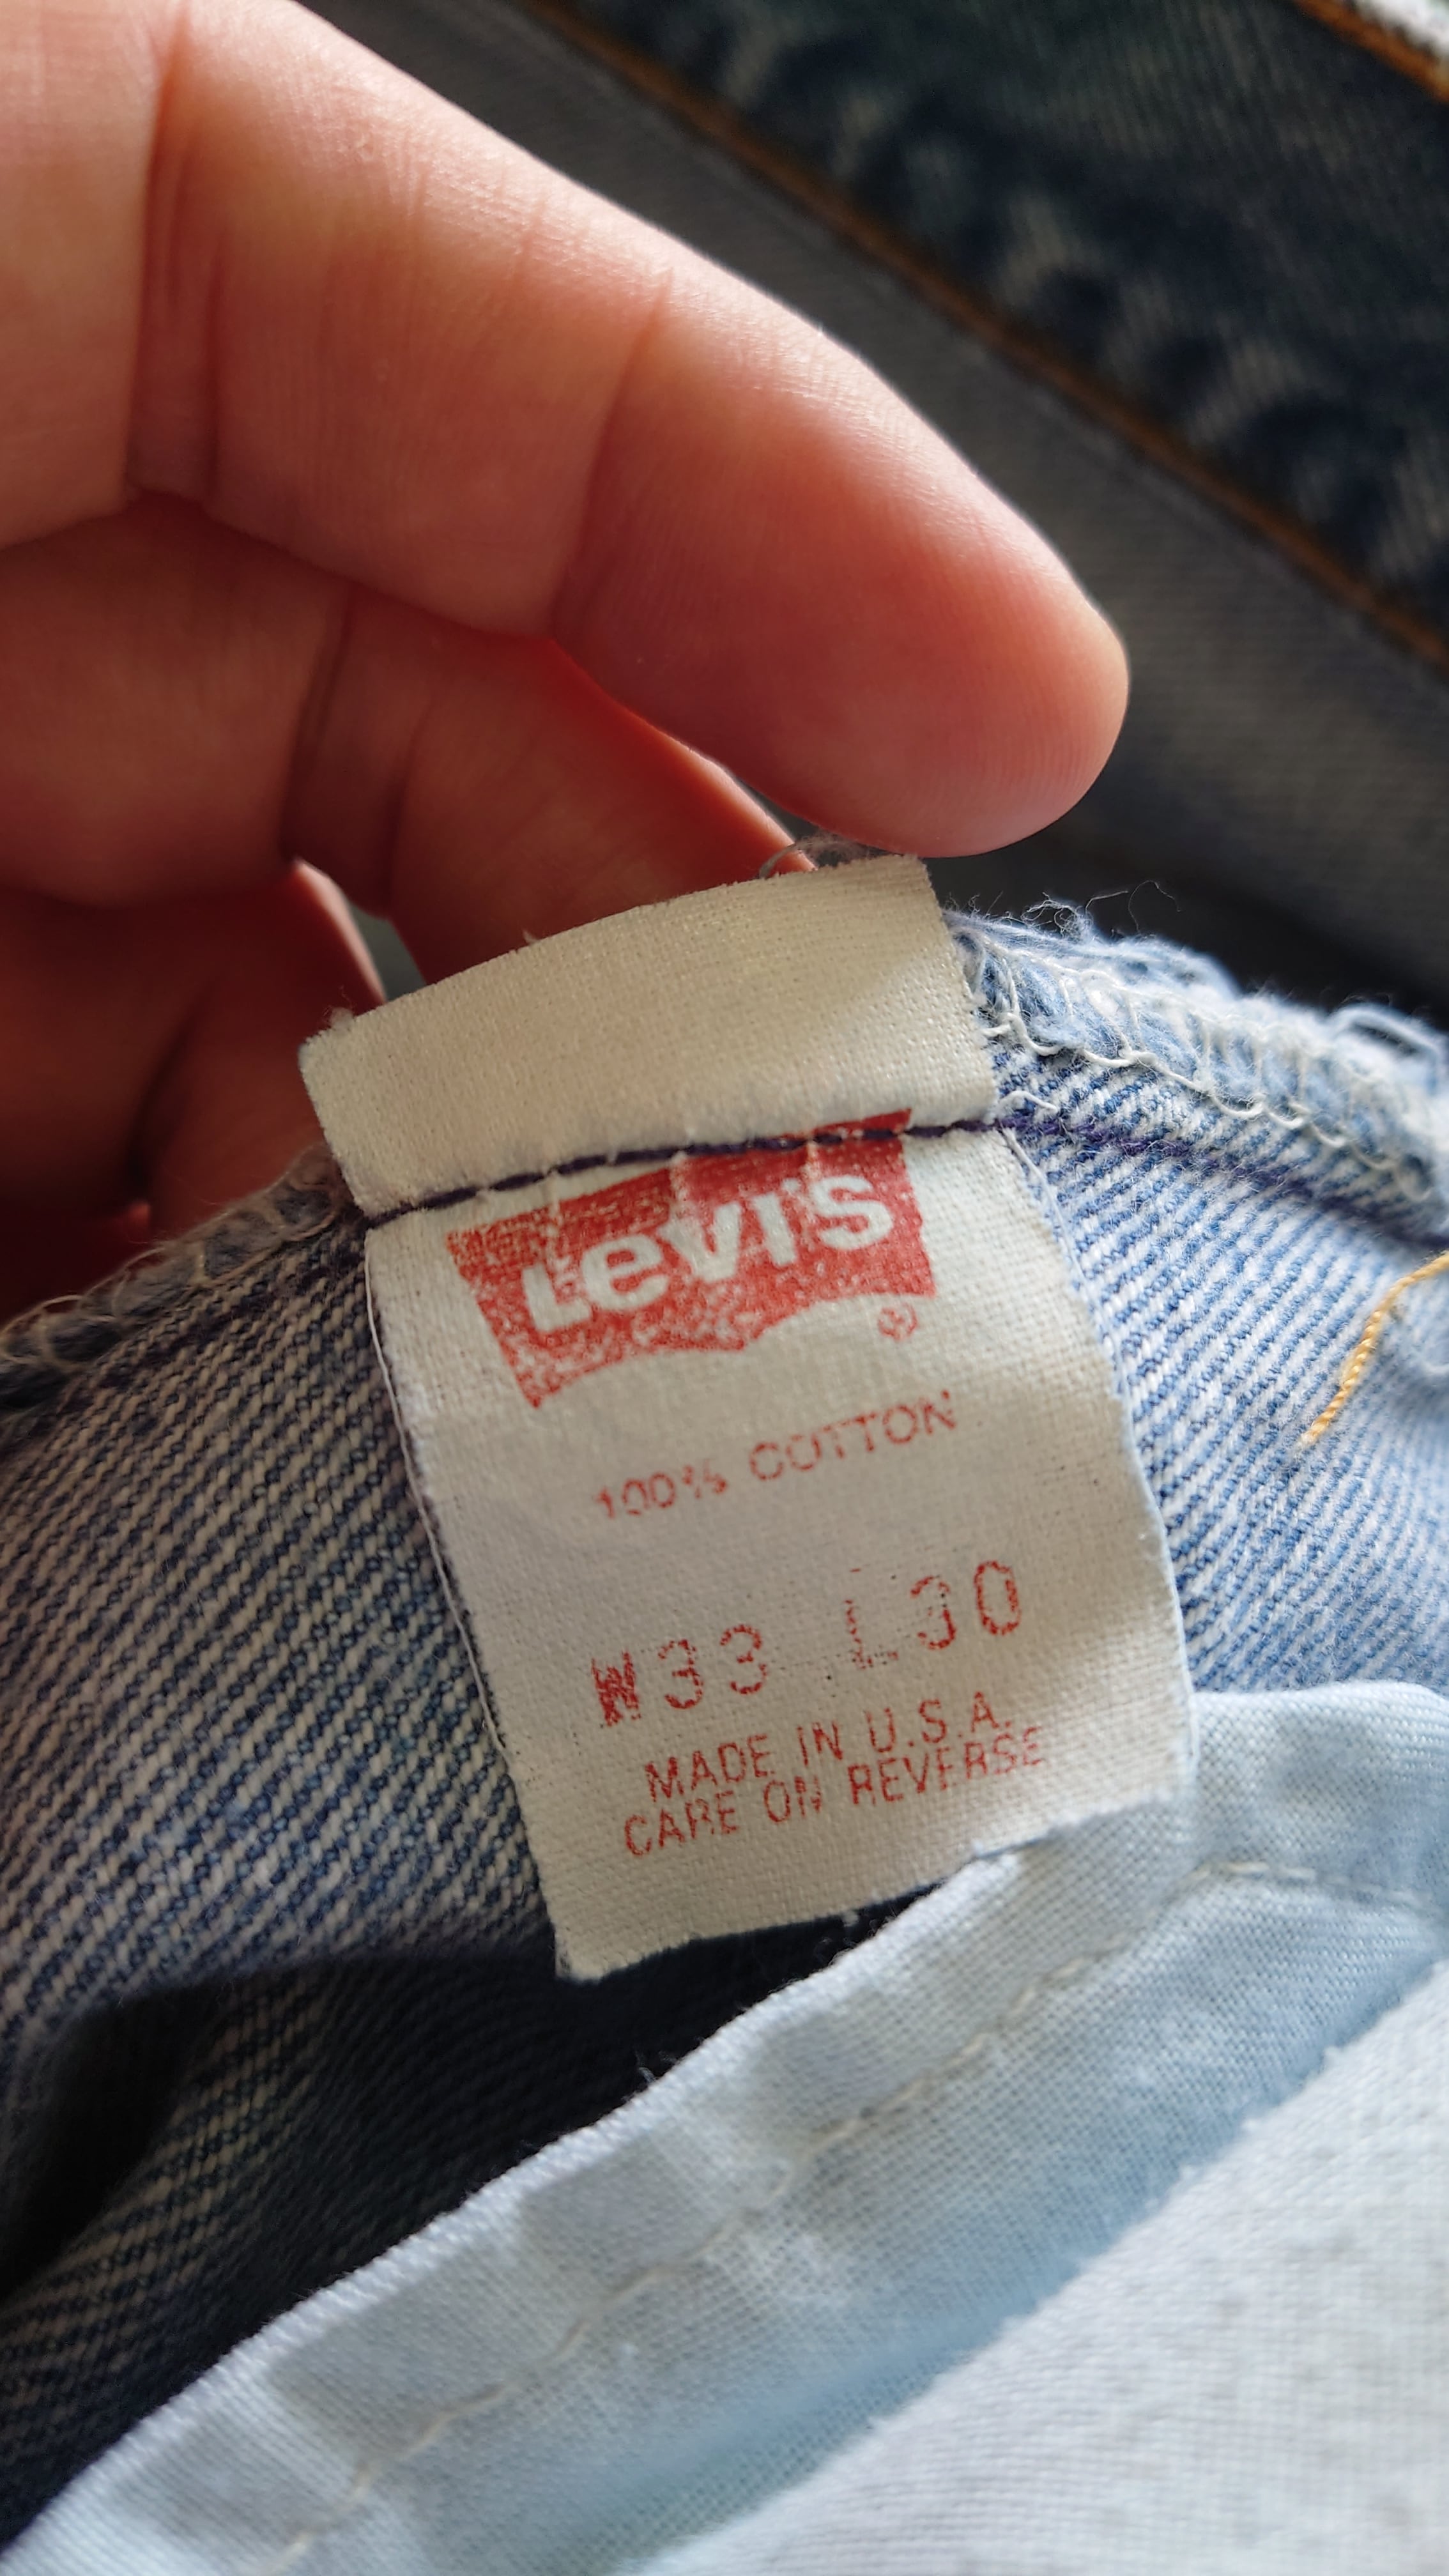 Levi's ®
100% COTTON
W33 L30
MADE IN U.S.A.
CARE ON REVERSE